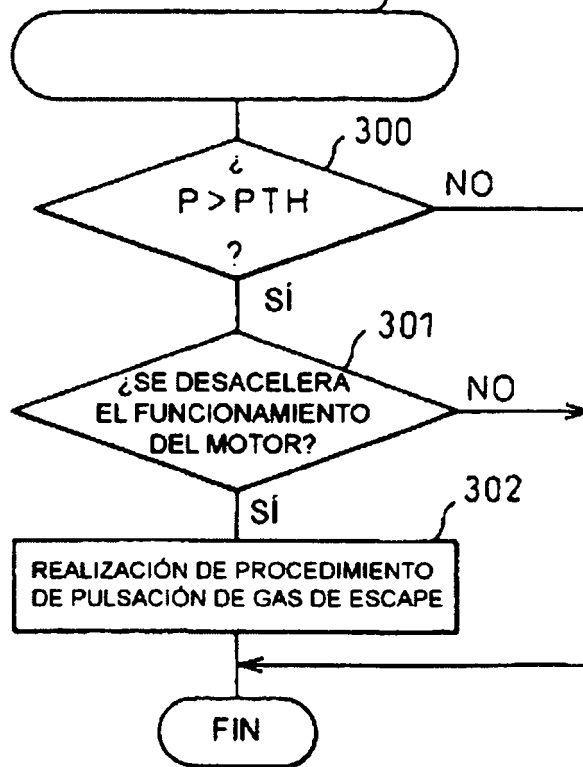 300
¿
P>PTH
?
NO
SÍ
301
¿SE DESACELERA
EL FUNCIONAMIENTO
DEL MOTOR?
NO
SÍ
302
REALIZACIÓN DE PROCEDIMIENTO
DE PULSACIÓN DE GAS DE ESCAPE
FIN